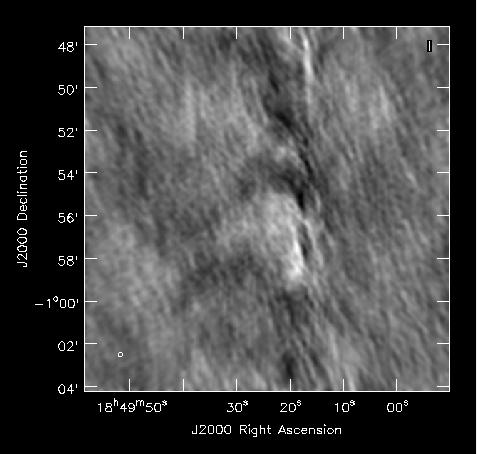 I
48'
50'
52'
54'
56'
58'
-1°00'
02'
04'
J2000 Declination
18ʰ49ᵐ50ˢ 30ˢ 20ˢ 10ˢ 00ˢ
J2000 Right Ascension